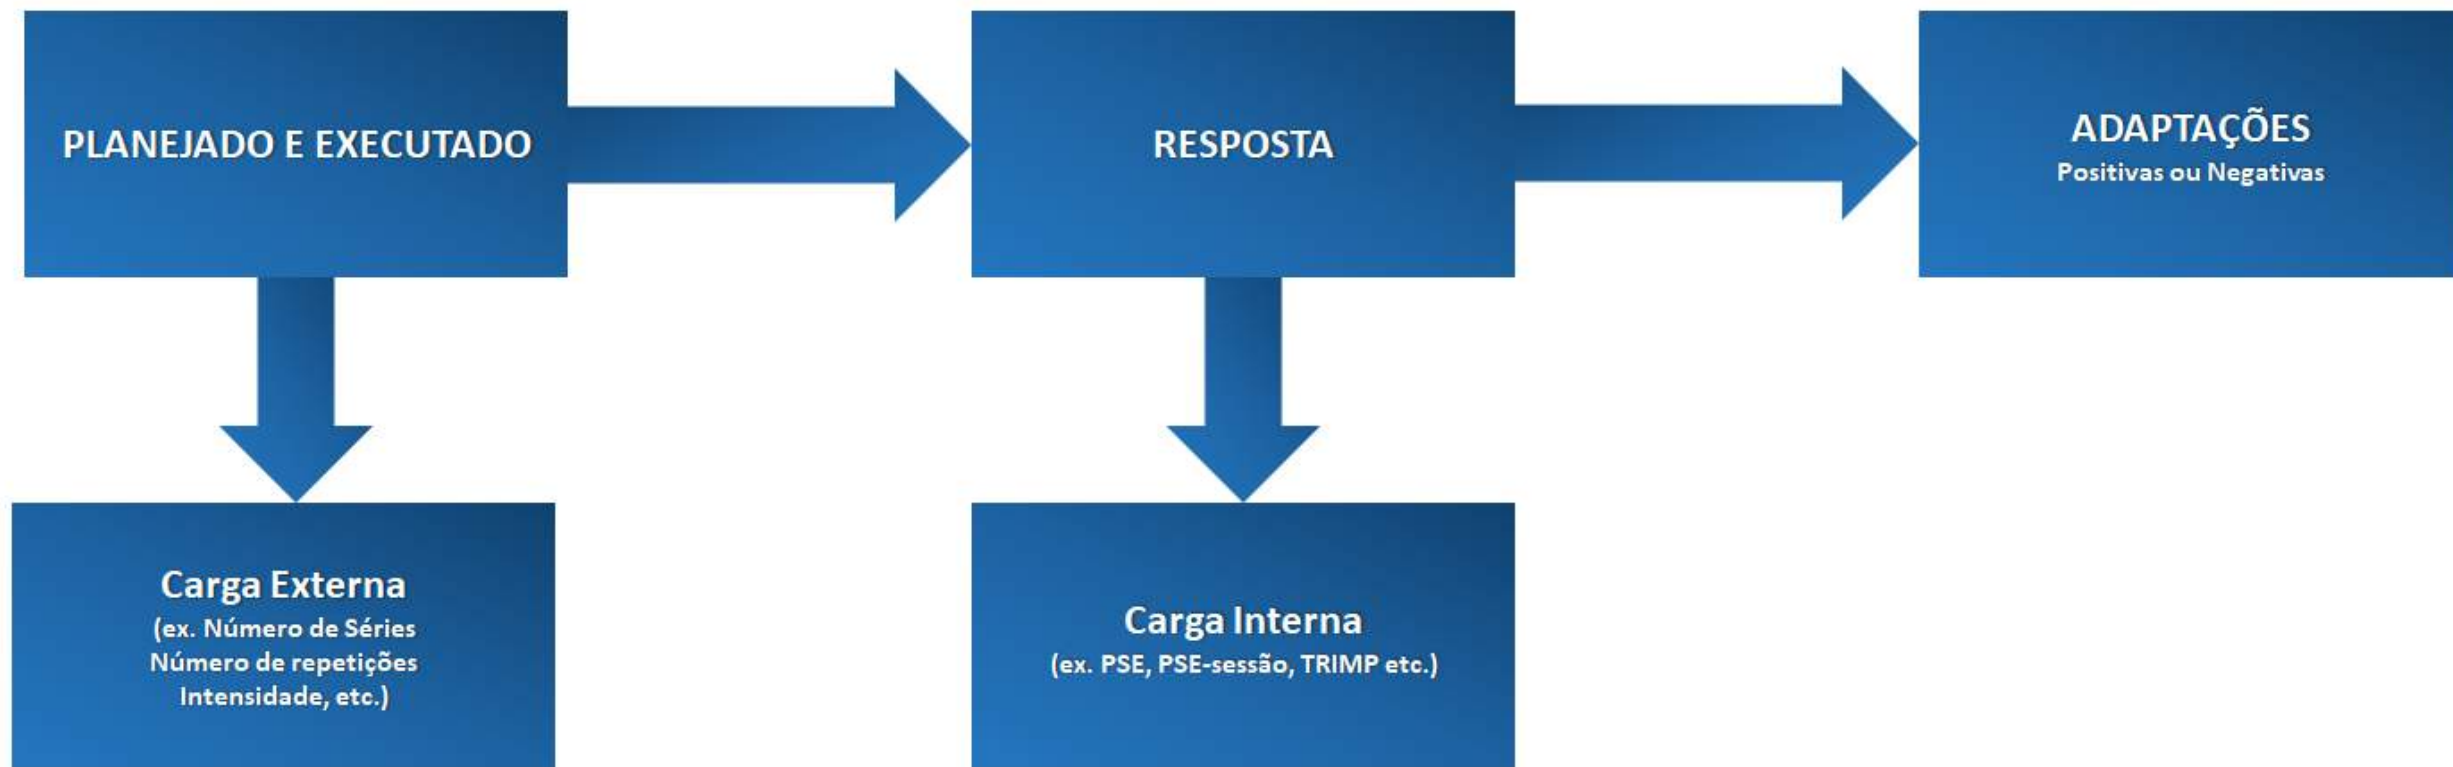 PLANEJADO E EXECUTADO
RESPOSTA
ADAPTAÇÕES
Positivas ou Negativas
Carga Externa
(ex. Número de Séries
Número de repetições
Intensidade, etc.)
Carga Interna
(ex. PSE, PSE-sessão, TRIMP etc.)